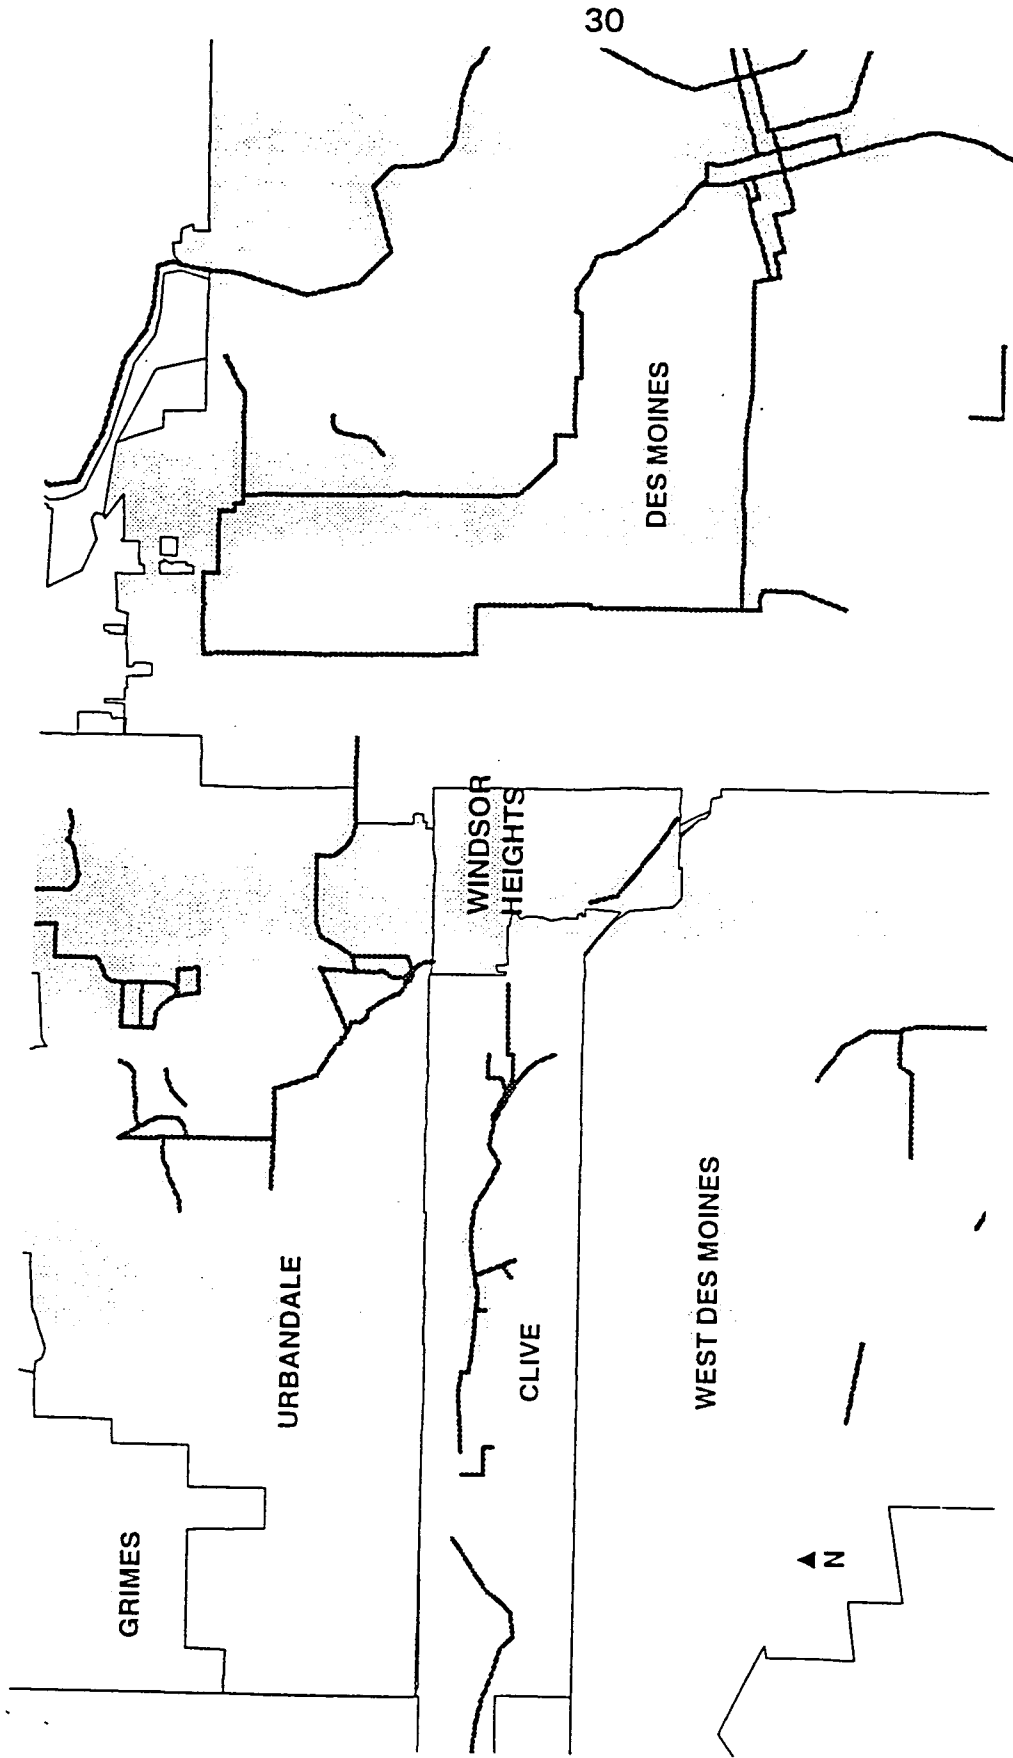 30
GRIMES
URBANDALE
CLIVE
WINDSOR
HEIGHTS
WEST DES MOINES
DES MOINES
N